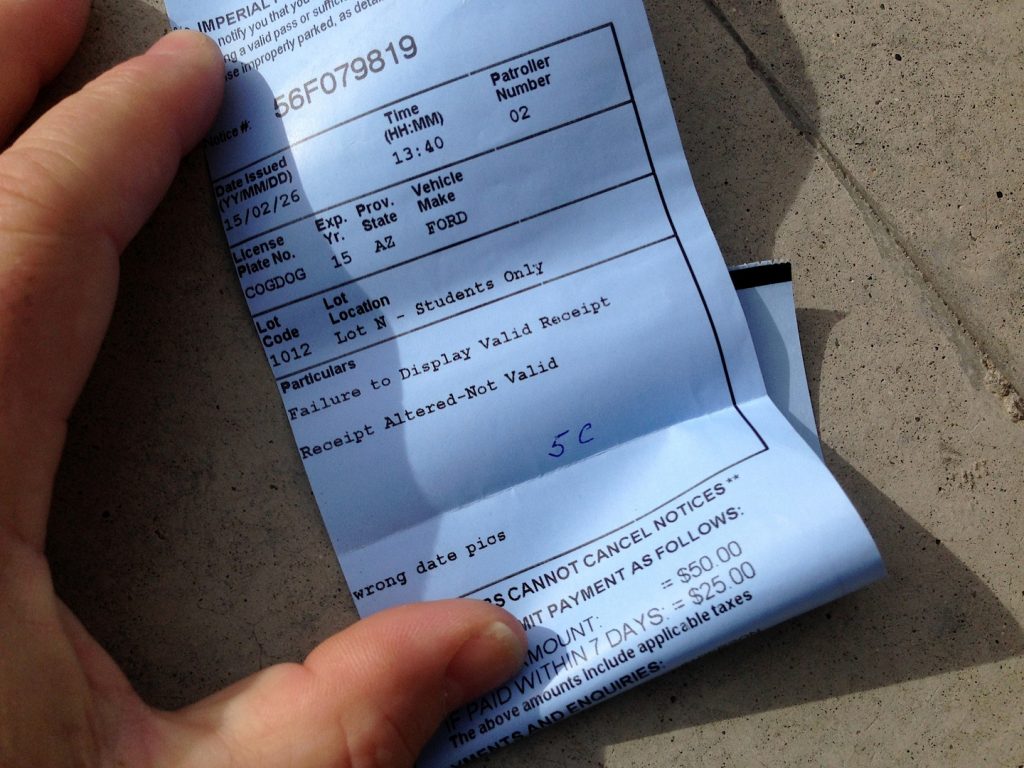 IMPERIAL
notify you that you
a valid pass or
improperly parked, as
Notice #: 56F079819
Date Issued (YY/MM/DD) Time (HH:MM) Patroller Number
15/02/26 13:40 02
License Plate No. Exp. Yr. Prov. State Vehicle Make
COGDOG 15 AZ FORD
Lot Code Lot Location
1012 Lot N - Students Only
Particulars
Failure to Display Valid Receipt
Receipt Altered-Not Valid
5C
wrong date pics
CANNOT CANCEL NOTICES**
PAYMENT AS FOLLOWS:
AMOUNT: = $50.00
IF PAID WITHIN 7 DAYS: = $25.00
The above amounts include applicable taxes
AND ENQUIRIES: